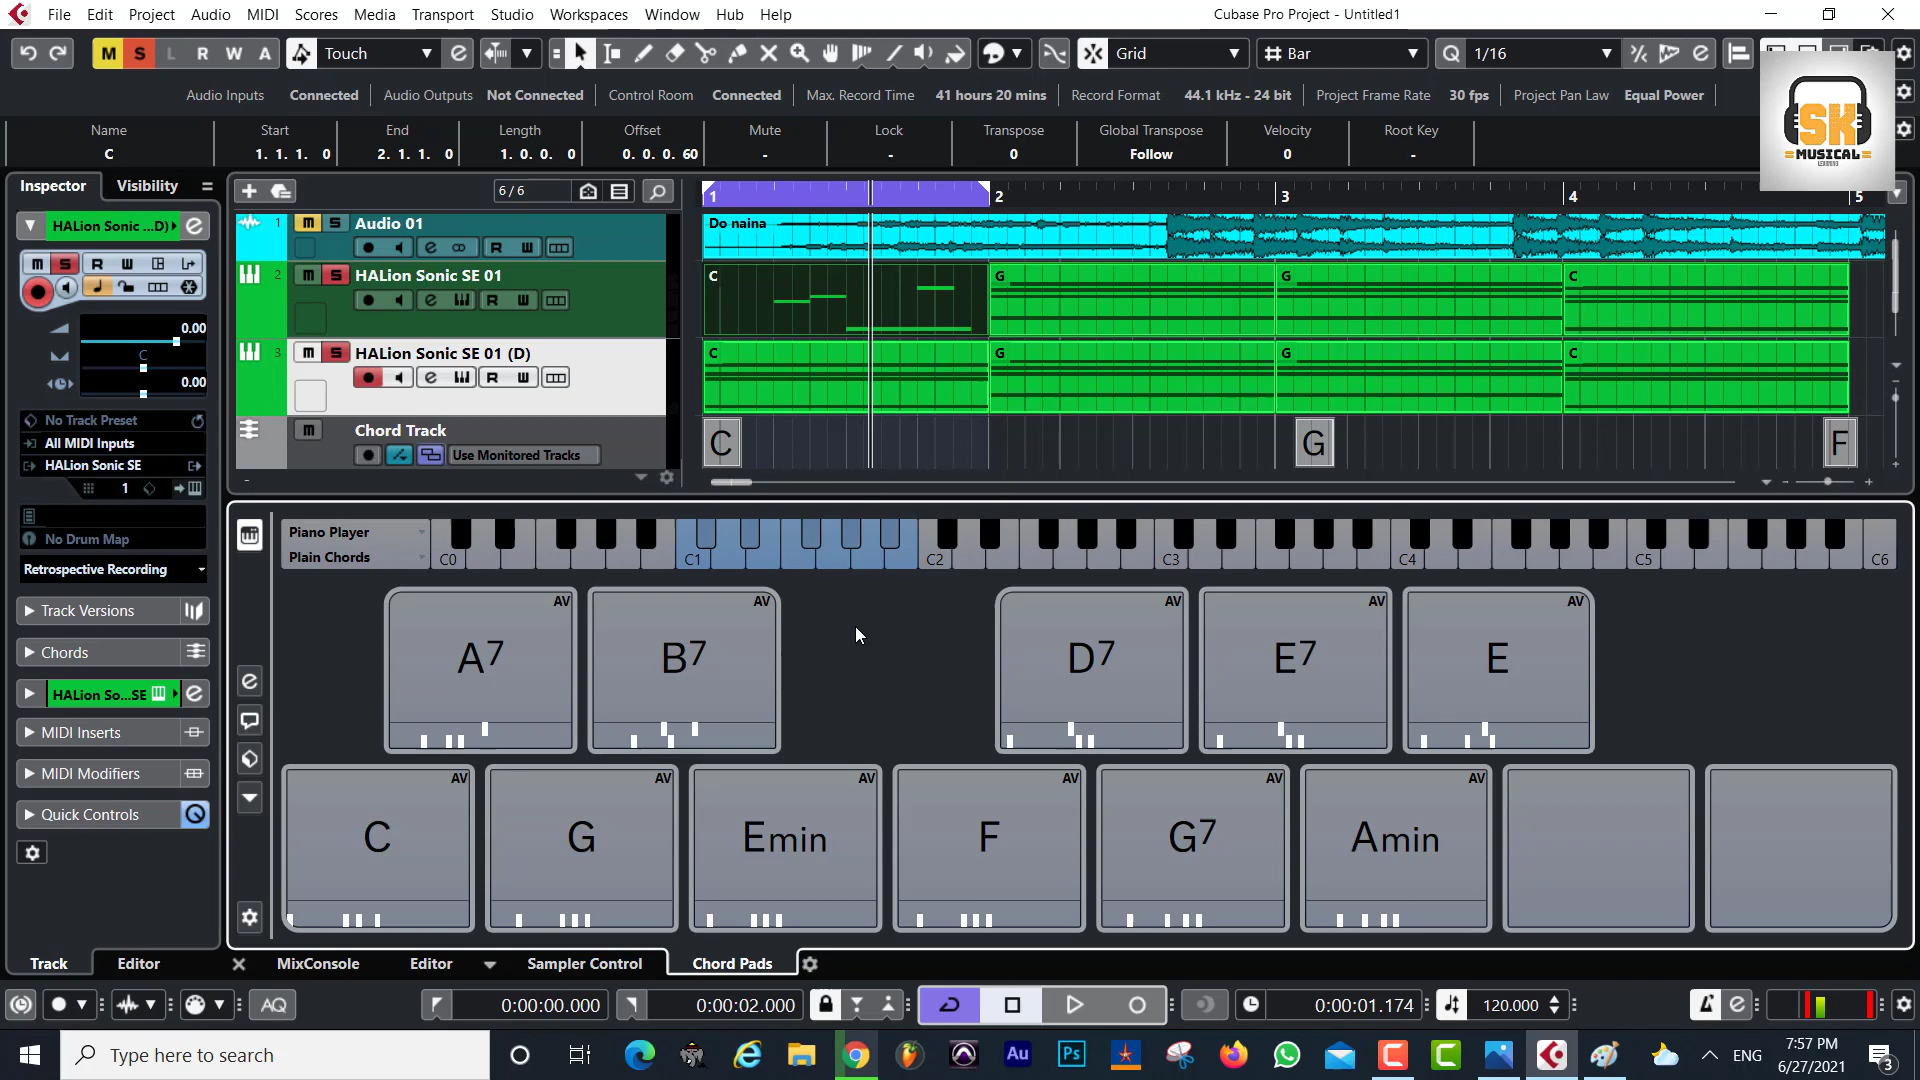 File Edit Project Audio MIDI Scores Media Transport Studio Workspaces Window Hub Help
Cubase Pro Project - Untitled1
M S L R W A Touch Grid Bar Q 1/16
Audio Inputs Connected Audio Outputs Not Connected Control Room Connected Max. Record Time 41 hours 20 mins Record Format 44.1 kHz - 24 bit Project Frame Rate 30 fps Project Pan Law Equal Power
Name Start End Length Offset Mute Lock Transpose Global Transpose Velocity Root Key
C 1. 1. 1. 0 2. 1. 1. 0 1. 0. 0. 0 0. 0. 0. 60 - - 0 Follow 0 -
SK
MUSICAL
LEARNING
Inspector Visibility
6 / 6
1 2 3 4 5
HALion Sonic ...D)
M S R W
0.00
C
0.00
No Track Preset
All MIDI Inputs
HALion Sonic SE
1
No Drum Map
Retrospective Recording
Track Versions
Chords
HALion So...SE
MIDI Inserts
MIDI Modifiers
Quick Controls
1 M S Audio 01
R W
Do naina
2 M S HALion Sonic SE 01
R W
C G G C
3 M S HALion Sonic SE 01 (D)
R W
C G G C
M Chord Track
Use Monitored Tracks
C G F
Piano Player
Plain Chords
C0 C1 C2 C3 C4 C5 C6
AV AV AV AV AV
A7 B7 D7 E7 E
AV AV AV AV AV AV
C G Emin F G7 Amin
Track Editor MixConsole Editor Sampler Control Chord Pads
AQ 0:00:00.000 0:00:02.000 0:00:01.174 120.000
Type here to search
Au Ps
ENG
7:57 PM
6/27/2021
3